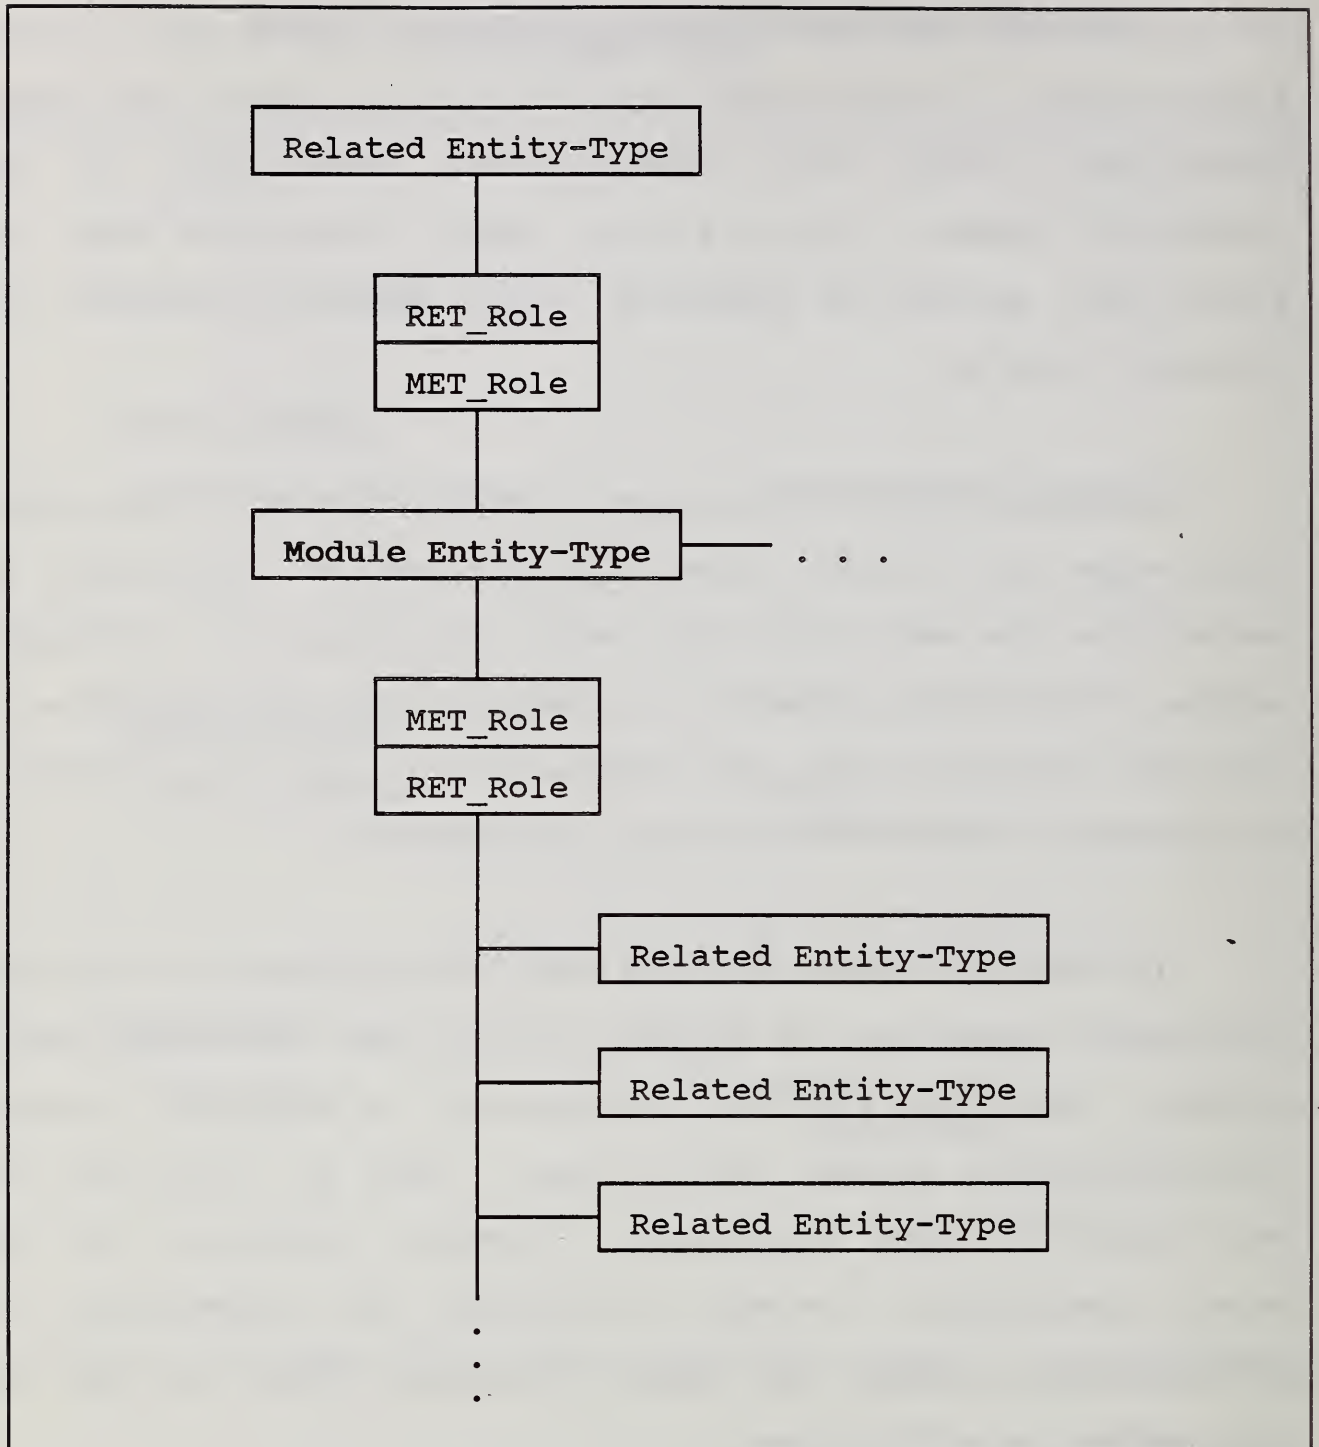 Related Entity-Type
RET_Role
MET_Role
Module Entity-Type . . .
MET_Role
RET_Role
Related Entity-Type
Related Entity-Type
Related Entity-Type
.
.
.